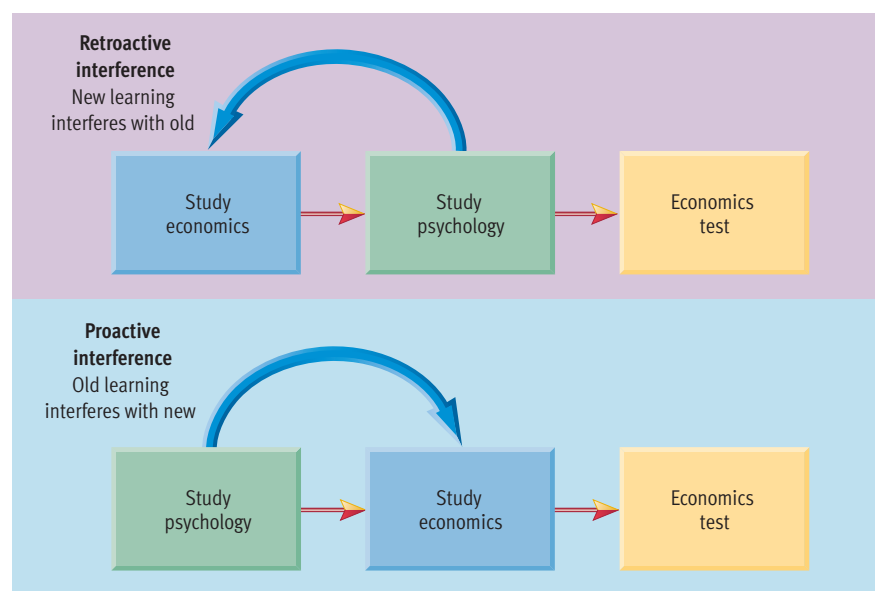 Retroactive
interference
New learning
interferes with old
Study
economics
Study
psychology
Economics
test
Proactive
interference
Old learning
interferes with new
Study
psychology
Study
economics
Economics
test